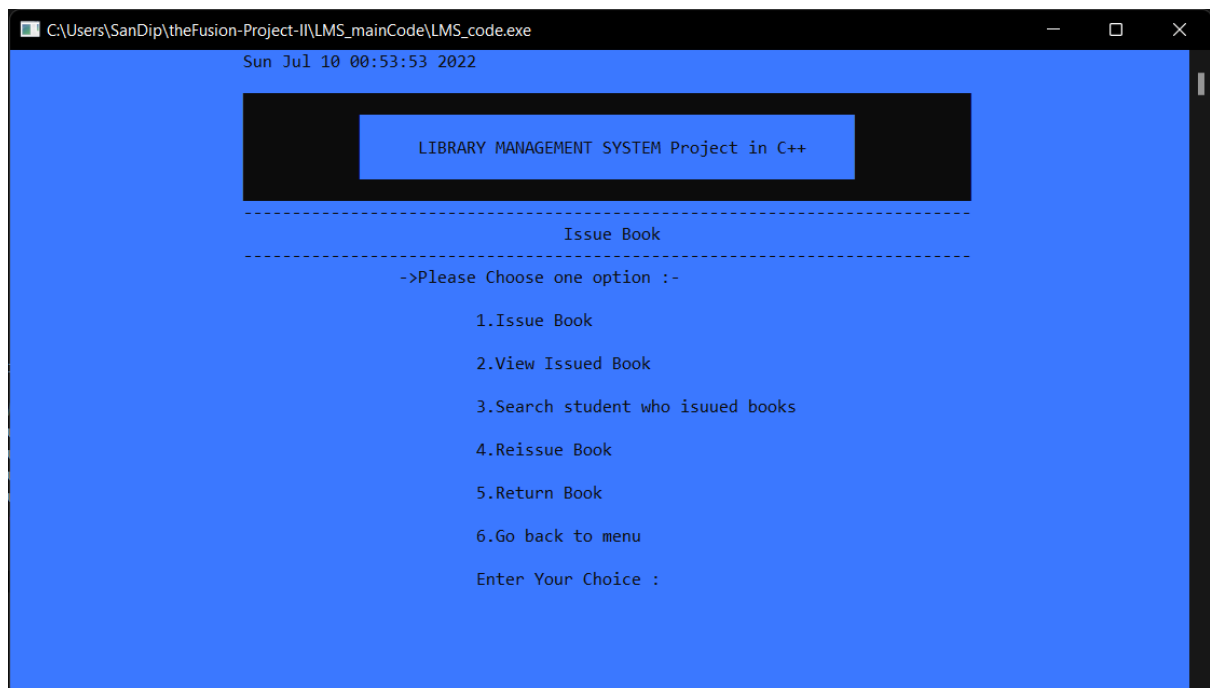 C:\Users\SanDip\theFusion-Project-II\LMS_mainCode\LMS_code.exe
Sun Jul 10 00:53:53 2022
LIBRARY MANAGEMENT SYSTEM Project in C++
---------------------------------------------------------------------------
Issue Book
---------------------------------------------------------------------------
->Please Choose one option :-
1.Issue Book
2.View Issued Book
3.Search student who isuued books
4.Reissue Book
5.Return Book
6.Go back to menu
Enter Your Choice :